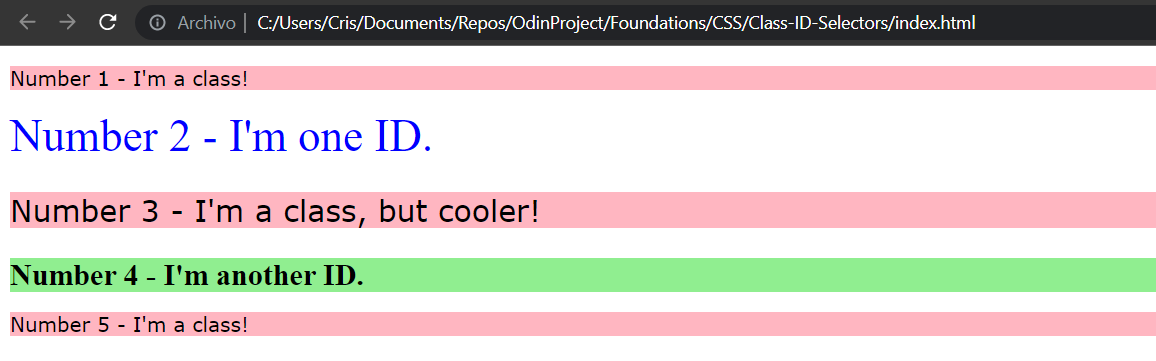 Archivo C:/Users/Cris/Documents/Repos/OdinProject/Foundations/CSS/Class-ID-Selectors/index.html
Number 1 - I'm a class!
Number 2 - I'm one ID.
Number 3 - I'm a class, but cooler!
Number 4 - I'm another ID.
Number 5 - I'm a class!